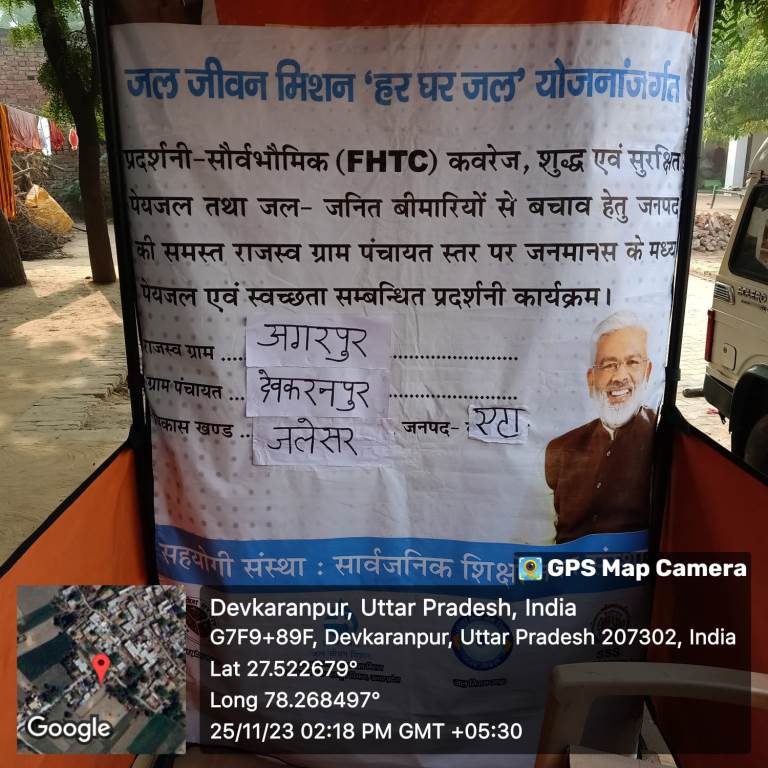 जल जीवन मिशन ‘हर घर जल’ योजनांजर्गत
प्रदर्शनी-सौर्वभौमिक (FHTC) कवरेज, शुद्ध एवं सुरक्षित
पेयजल तथा जल- जनित बीमारियों से बचाव हेतु जनपद
की समस्त राजस्व ग्राम पंचायत स्तर पर जनमानस के मध्य
पेयजल एवं स्वच्छता सम्बन्धित प्रदर्शनी कार्यक्रम।
राजस्व ग्राम .... अगरपुर ........................
ग्राम पंचायत ... देवकरनपुर ........................
विकास खण्ड .. जलेसर जनपद- एटा
सहयोगी संस्था : सार्वजनिक
GPS Map Camera
Devkaranpur, Uttar Pradesh, India
G7F9+89F, Devkaranpur, Uttar Pradesh 207302, India
Lat 27.522679°
Long 78.268497°
25/11/23 02:18 PM GMT +05:30
Google
SSS